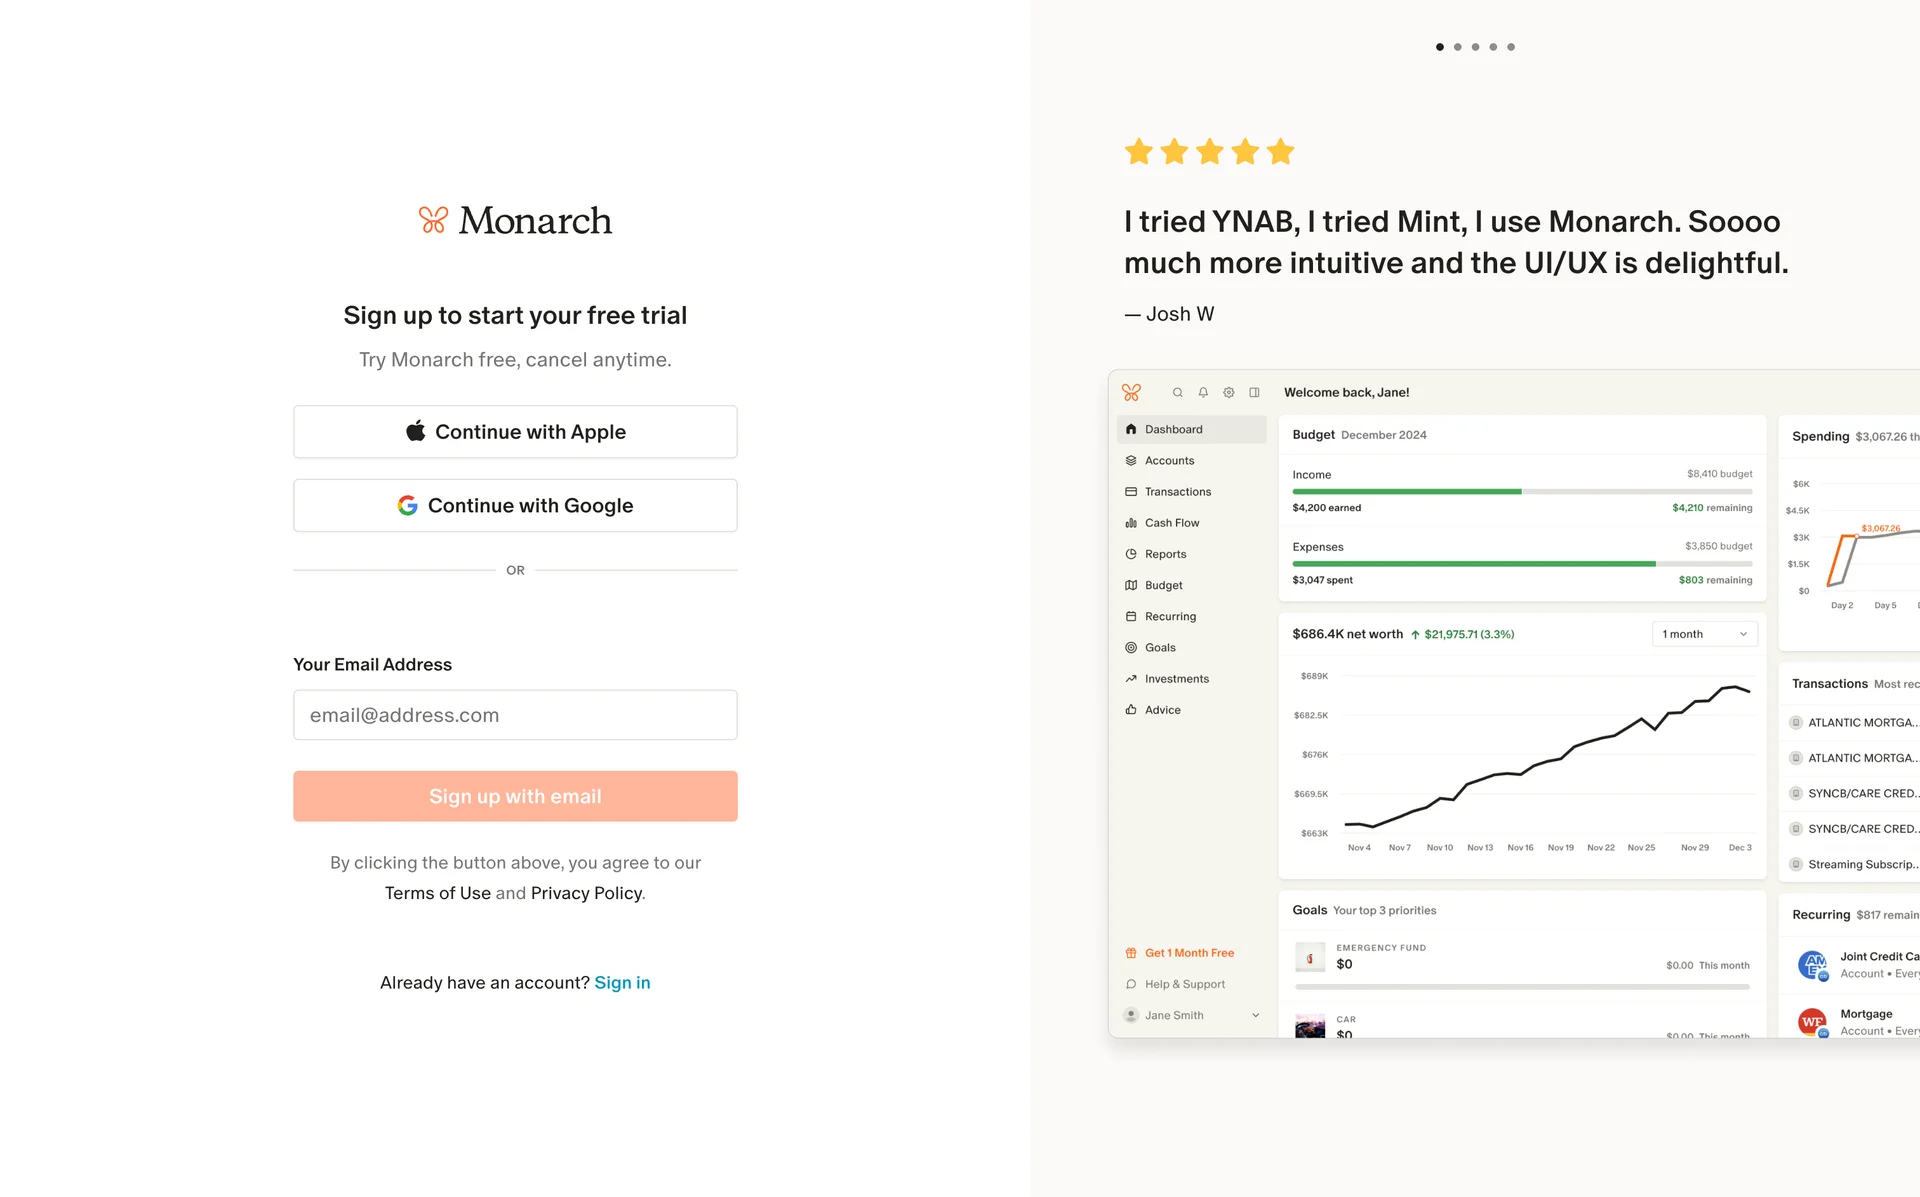 Monarch
Sign up to start your free trial
Try Monarch free, cancel anytime.
Continue with Apple
Continue with Google
OR
Your Email Address
email@address.com
Sign up with email
By clicking the button above, you agree to our
Terms of Use and Privacy Policy.
Already have an account? Sign in
I tried YNAB, I tried Mint, I use Monarch. Soooo
much more intuitive and the UI/UX is delightful.
— Josh W
Welcome back, Jane!
Dashboard
Accounts
Transactions
Cash Flow
Reports
Budget
Recurring
Goals
Investments
Advice
Get 1 Month Free
Help & Support
Jane Smith
Budget December 2024
Income $8,410 budget
$4,200 earned $4,210 remaining
Expenses $3,850 budget
$3,047 spent $803 remaining
$686.4K net worth $21,975.71 (3.3%) 1 month
$689K
$682.5K
$676K
$669.5K
$663K
Nov 4 Nov 7 Nov 10 Nov 13 Nov 16 Nov 19 Nov 22 Nov 25 Nov 29 Dec 3
Goals Your top 3 priorities
EMERGENCY FUND
$0 $0.00 This month
CAR
$0 $0.00 This month
Spending $3,067.26 th
$6K
$4.5K
$3,067.26
$3K
$1.5K
$0
Day 2 Day 5
Transactions Most rec
ATLANTIC MORTGA...
ATLANTIC MORTGA...
SYNCB/CARE CRED...
SYNCB/CARE CRED...
Streaming Subscrip...
Recurring $817 remain
AM
EX
Joint Credit Ca
Account • Every
WF
Mortgage
Account • Every